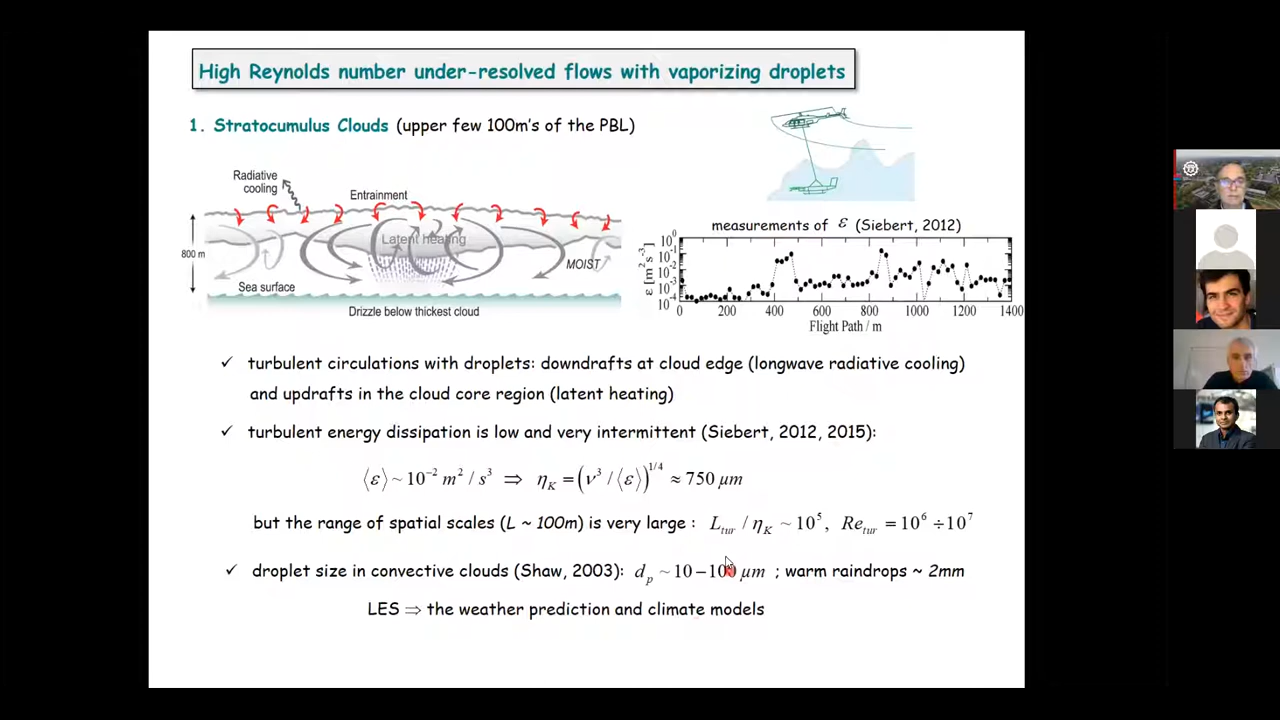 High Reynolds number under-resolved flows with vaporizing droplets
1. Stratocumulus Clouds (upper few 100m's of the PBL)
Radiative cooling
Entrainment
Latent heating
800 m
MOIST
Sea surface
Drizzle below thickest cloud
measurements of ε (Siebert, 2012)
ε [m² s⁻³]
10⁰
10⁻¹
10⁻²
10⁻³
10⁻⁴
0 200 400 600 800 1000 1200 1400
Flight Path / m
✓ turbulent circulations with droplets: downdrafts at cloud edge (longwave radiative cooling)
and updrafts in the cloud core region (latent heating)
✓ turbulent energy dissipation is low and very intermittent (Siebert, 2012, 2015):
⟨ε⟩ ~ 10⁻² m² / s³ ⇒ η_K = (ν³ / ⟨ε⟩)^{1/4} ≈ 750 μm
but the range of spatial scales (L ~ 100m) is very large : L_tur / η_K ~ 10⁵, Re_tur = 10⁶ ÷ 10⁷
✓ droplet size in convective clouds (Shaw, 2003): d_p ~ 10 – 100 μm ; warm raindrops ~ 2mm
LES ⇒ the weather prediction and climate models